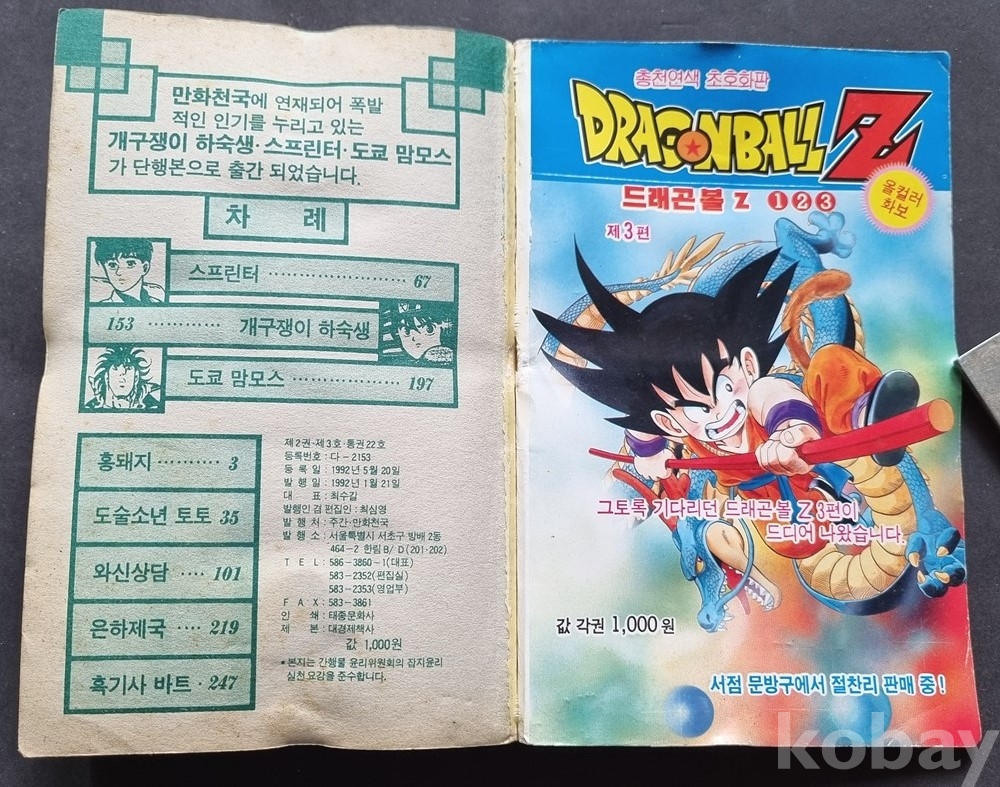 만화천국에 연재되어 폭발
적인 인기를 누리고 있는
개구쟁이 하숙생·스프린터·도쿄 맘모스
가 단행본으로 출간 되었습니다.
차 례
스프린터 ······················ 67
153 ············ 개구쟁이 하숙생
도쿄 맘모스 ·················· 197
홍돼지 ·········· 3
도술소년 토토 35
와신상담 ···· 101
은하제국 ···· 219
흑기사 바트 · 247
제2권·제3호·통권22호
등록번호 : 다-2153
등 록 일 : 1992년 5월 20일
발 행 일 : 1992년 1월 21일
대 표 : 최수길
발행인 겸 편집인 : 최심영
발 행 처 : 주간·만화천국
발 행 소 : 서울특별시 서초구 방배 2동
464-2 한림B/D(201·202)
T E L : 586-3860~1(대표)
583-2352(편집실)
583-2353(영업부)
F A X : 583-3861
인 쇄 : 태종문화사
제 본 : 대경제책사
값 1,000원
•본지는 간행물 윤리위원회의 잡지윤리
실천 요강을 준수합니다.
총천연색 초호화판
DRAGONBALL Z
드래곤볼 Z ❶❷❸
올컬러
화보
제3편
그토록 기다리던 드래곤볼 Z 3편이
드디어 나왔습니다.
값 각권 1,000원
서점 문방구에서 절찬리 판매 중!
kobay